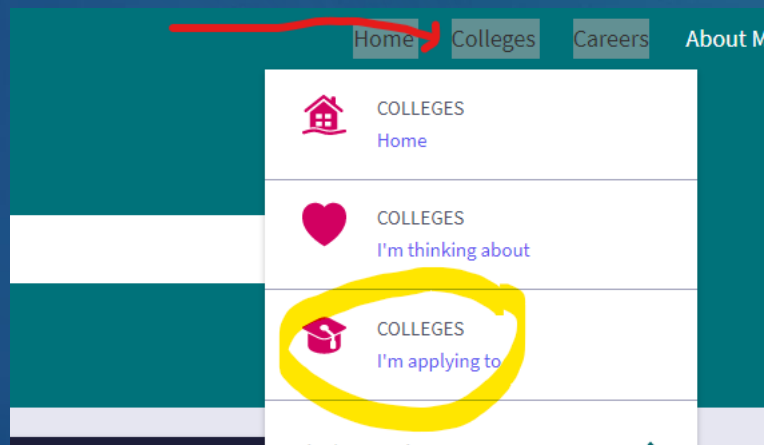 Home Colleges Careers About M
COLLEGES
Home
COLLEGES
I'm thinking about
COLLEGES
I'm applying to